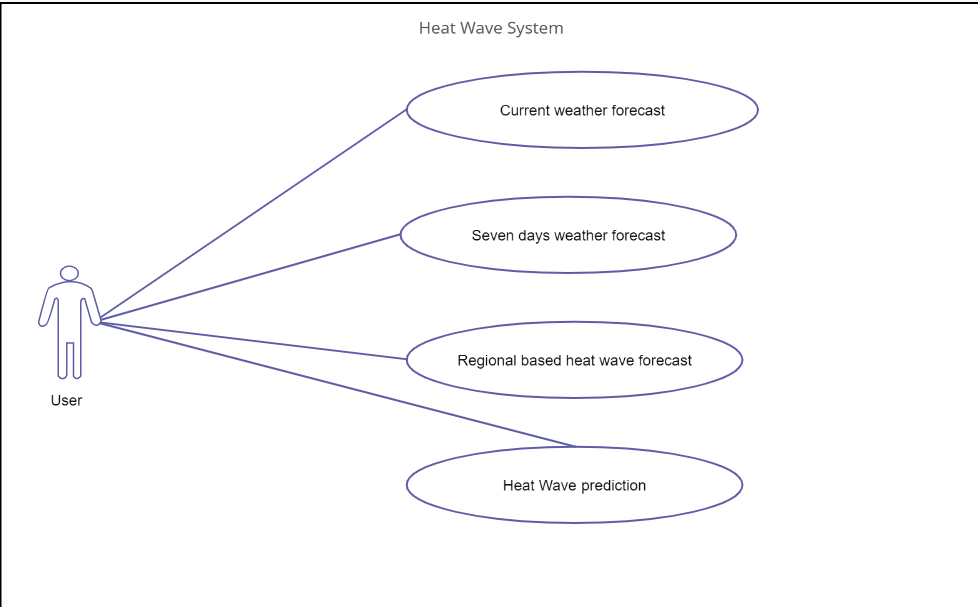 Heat Wave System
Current weather forecast
Seven days weather forecast
Regional based heat wave forecast
User
Heat Wave prediction